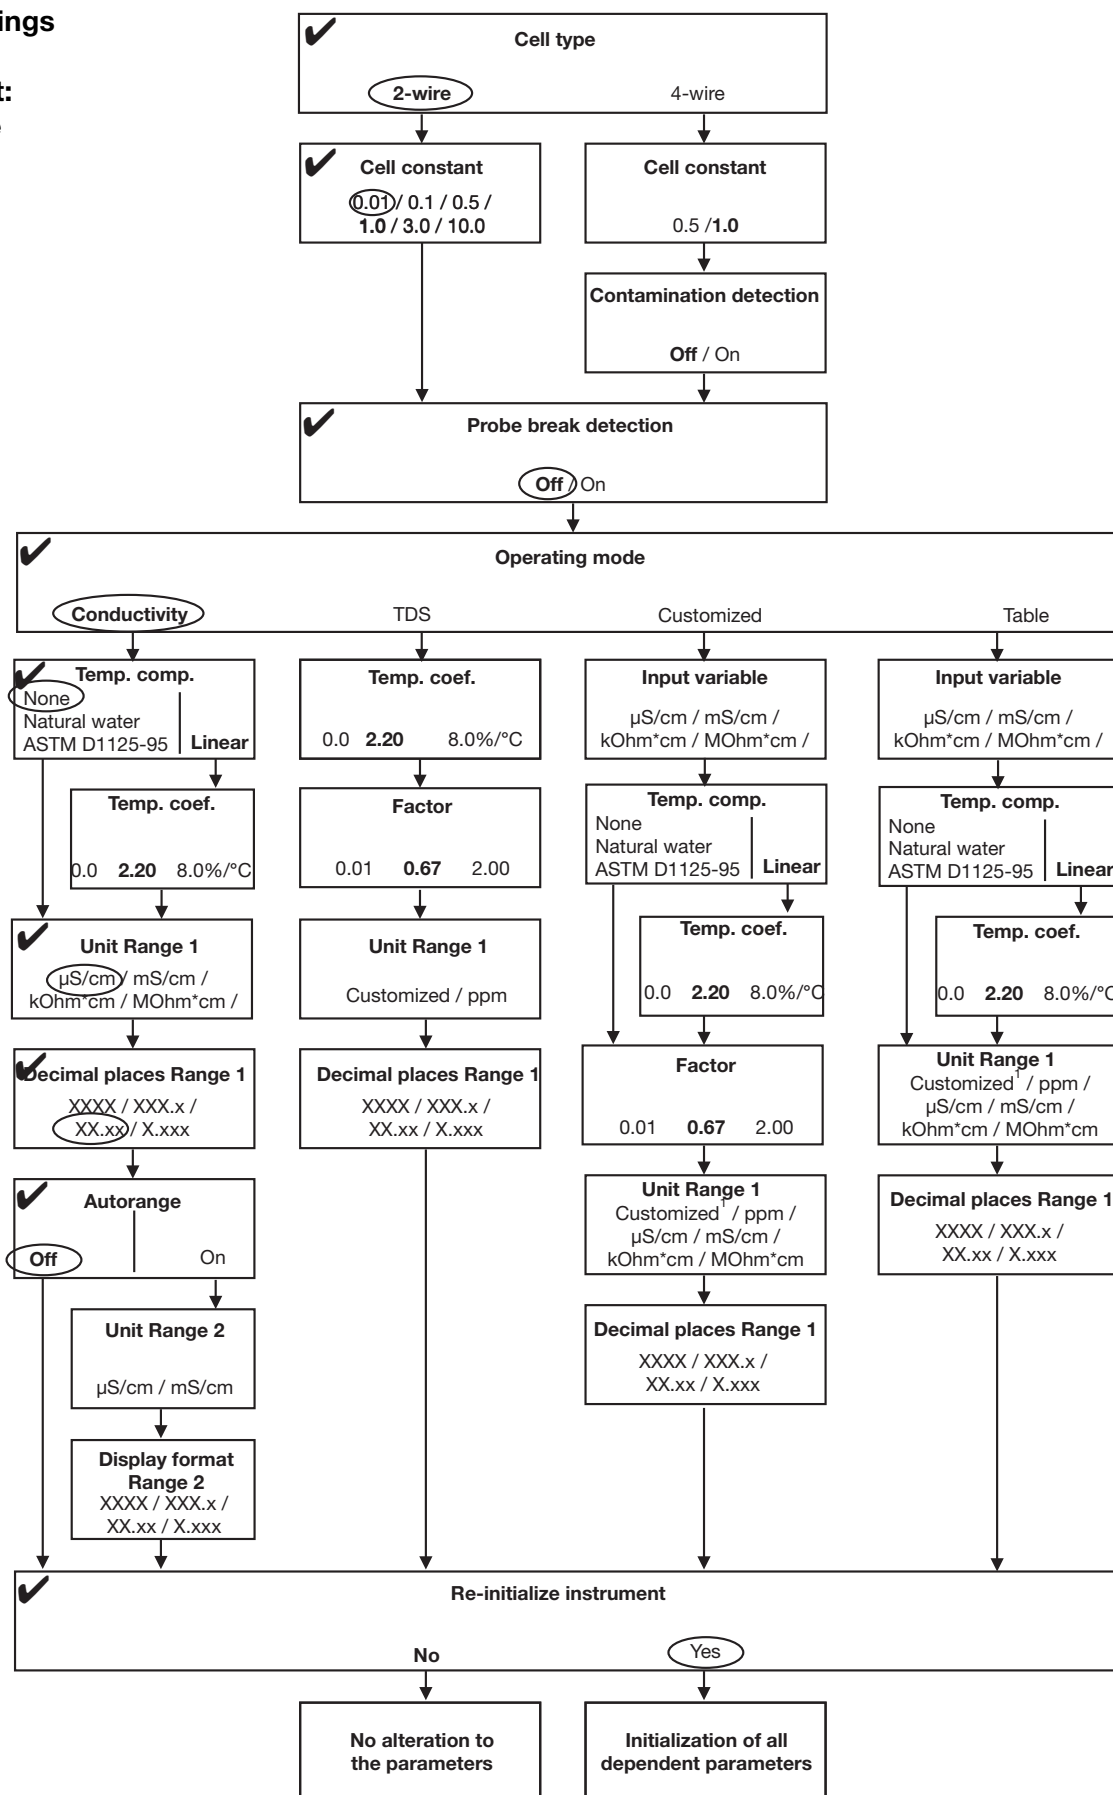 ings
t:
Cell type
2-wire
4-wire
Cell constant
0.01 / 0.1 / 0.5 /
1.0 / 3.0 / 10.0
Cell constant
0.5 /1.0
Contamination detection
Off / On
Probe break detection
Off / On
Operating mode
Conductivity
TDS
Customized
Table
Temp. comp.
None
Natural water
ASTM D1125-95
Linear
Temp. coef.
0.0 2.20 8.0%/°C
Unit Range 1
µS/cm / mS/cm /
kOhm*cm / MOhm*cm /
Decimal places Range 1
XXXX / XXX.x /
XX.xx / X.xxx
Autorange
Off
On
Unit Range 2
µS/cm / mS/cm
Display format
Range 2
XXXX / XXX.x /
XX.xx / X.xxx
Temp. coef.
0.0 2.20 8.0%/°C
Factor
0.01 0.67 2.00
Unit Range 1
Customized / ppm
Decimal places Range 1
XXXX / XXX.x /
XX.xx / X.xxx
Input variable
µS/cm / mS/cm /
kOhm*cm / MOhm*cm /
Temp. comp.
None
Natural water
ASTM D1125-95
Linear
Temp. coef.
0.0 2.20 8.0%/°C
Factor
0.01 0.67 2.00
Unit Range 1
Customized¹ / ppm /
µS/cm / mS/cm /
kOhm*cm / MOhm*cm
Decimal places Range 1
XXXX / XXX.x /
XX.xx / X.xxx
Input variable
µS/cm / mS/cm /
kOhm*cm / MOhm*cm /
Temp. comp.
None
Natural water
ASTM D1125-95
Linear
Temp. coef.
0.0 2.20 8.0%/°C
Unit Range 1
Customized¹ / ppm /
µS/cm / mS/cm /
kOhm*cm / MOhm*cm
Decimal places Range 1
XXXX / XXX.x /
XX.xx / X.xxx
Re-initialize instrument
No
Yes
No alteration to
the parameters
Initialization of all
dependent parameters